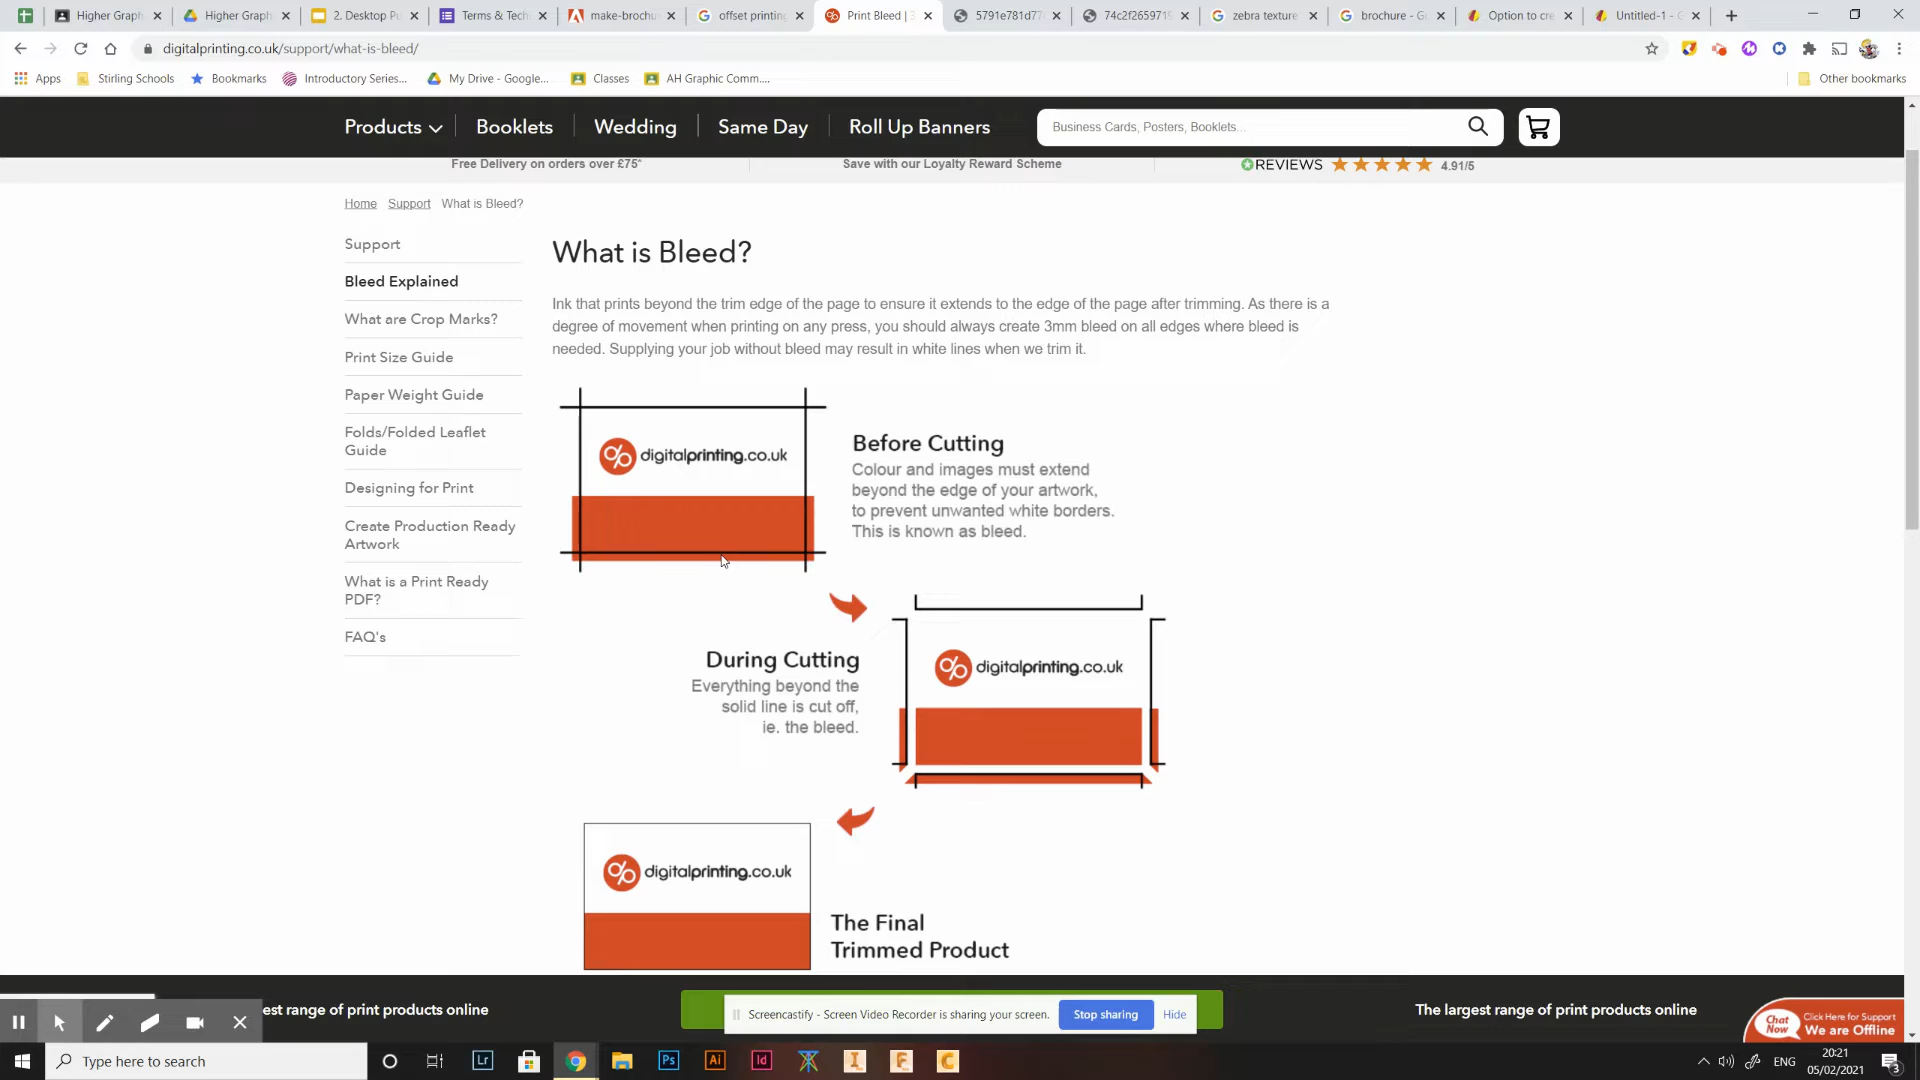 Higher Graph
Higher Graph
2. Desktop Pu
Terms & Tech
make-brochu
offset printing
Print Bleed | 3
5791e781d77
74c2f2659719
zebra texture
brochure - Go
Option to cre
Untitled-1 - G
digitalprinting.co.uk/support/what-is-bleed/
Apps
Stirling Schools
Bookmarks
Introductory Series...
My Drive - Google...
Classes
AH Graphic Comm....
Other bookmarks
Products
Booklets
Wedding
Same Day
Roll Up Banners
Business Cards, Posters, Booklets...
Free Delivery on orders over £75*
Save with our Loyalty Reward Scheme
REVIEWS
4.91/5
Home
Support
What is Bleed?
Support
Bleed Explained
What are Crop Marks?
Print Size Guide
Paper Weight Guide
Folds/Folded Leaflet
Guide
Designing for Print
Create Production Ready
Artwork
What is a Print Ready
PDF?
FAQ's
What is Bleed?
Ink that prints beyond the trim edge of the page to ensure it extends to the edge of the page after trimming. As there is a
degree of movement when printing on any press, you should always create 3mm bleed on all edges where bleed is
needed. Supplying your job without bleed may result in white lines when we trim it.
digitalprinting.co.uk
Before Cutting
Colour and images must extend
beyond the edge of your artwork,
to prevent unwanted white borders.
This is known as bleed.
During Cutting
Everything beyond the
solid line is cut off,
ie. the bleed.
digitalprinting.co.uk
digitalprinting.co.uk
The Final
Trimmed Product
est range of print products online
The largest range of print products online
Screencastify - Screen Video Recorder is sharing your screen.
Stop sharing
Hide
Chat
Now
Click Here for Support
We are Offline
Type here to search
Lr
Ps
Ai
Id
I
F
C
ENG
20:21
05/02/2021
3